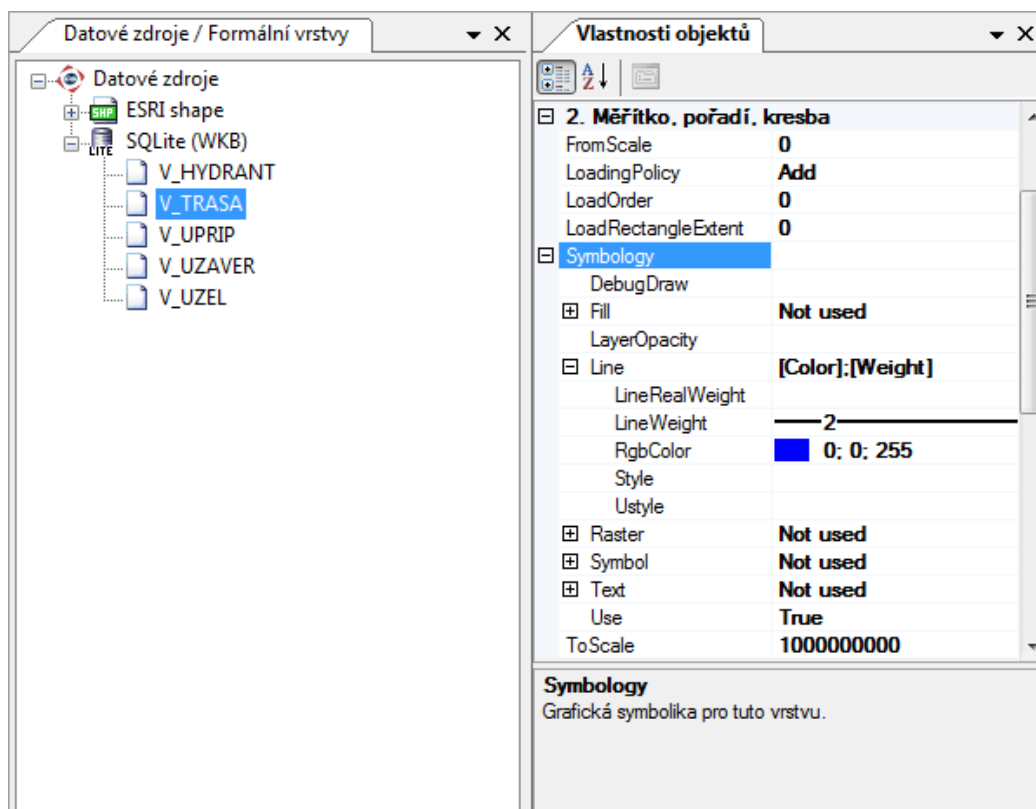 Datové zdroje / Formální vrstvy
Datové zdroje
SHP ESRI shape
LITE SQLite (WKB)
V_HYDRANT
V_TRASA
V_UPRIP
V_UZAVER
V_UZEL
Vlastnosti objektů
A Z
2. Měřítko, pořadí, kresba
FromScale 0
LoadingPolicy Add
LoadOrder 0
LoadRectangleExtent 0
Symbology
DebugDraw
Fill Not used
LayerOpacity
Line [Color];[Weight]
LineRealWeight
LineWeight 2
RgbColor 0; 0; 255
Style
Ustyle
Raster Not used
Symbol Not used
Text Not used
Use True
ToScale 1000000000
Symbology
Grafická symbolika pro tuto vrstvu.